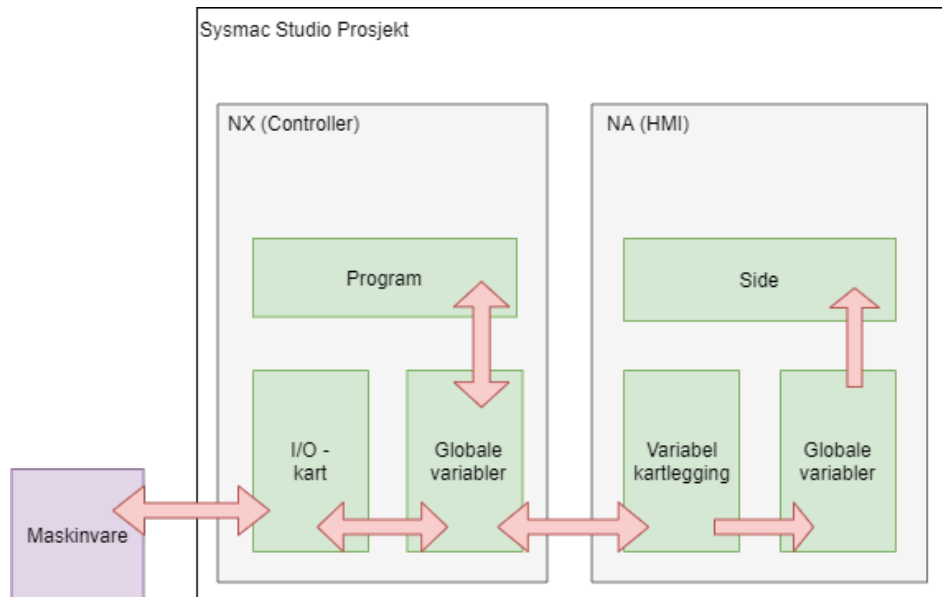 Sysmac Studio Prosjekt
NX (Controller)
NA (HMI)
Program
Side
I/O -
kart
Globale
variabler
Variabel
kartlegging
Globale
variabler
Maskinvare